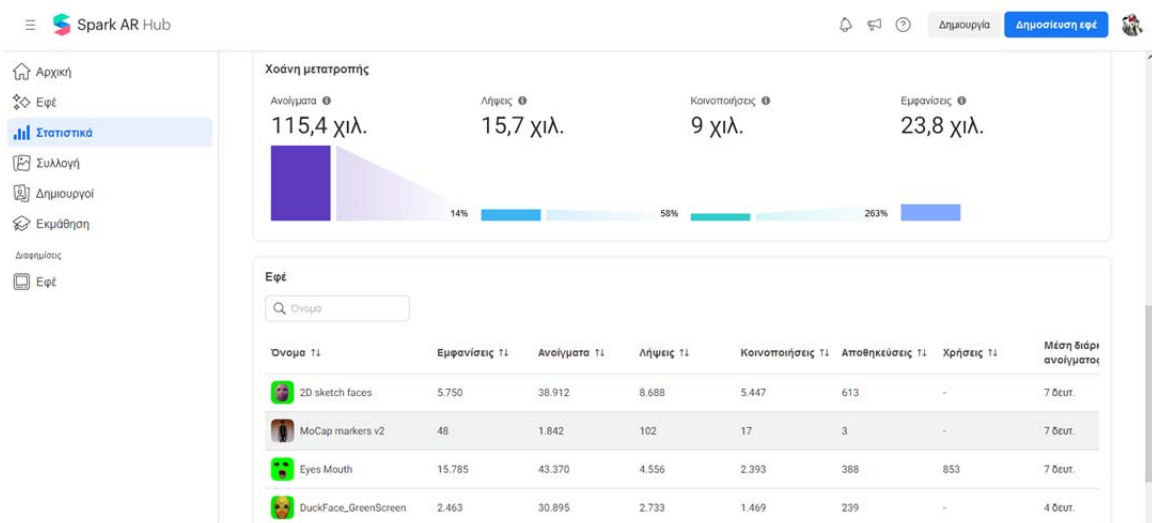 Spark AR Hub
Δημιουργία
Δημοσίευση εφέ
Αρχική
Εφέ
Στατιστικά
Συλλογή
Δημιουργοί
Εκμάθηση
Διαφημίσεις
Εφέ
Χοάνη μετατροπής
Ανοίγματα Λήψεις Κοινοποιήσεις Εμφανίσεις
115,4 χιλ. 15,7 χιλ. 9 χιλ. 23,8 χιλ.
14% 58% 263%
Εφέ
Όνομα
Όνομα Εμφανίσεις Ανοίγματα Λήψεις Κοινοποιήσεις Αποθηκεύσεις Χρήσεις Μέση διάρκ
ανοίγματος
2D sketch faces 5.750 38.912 8.688 5.447 613 - 7 δευτ.
MoCap markers v2 48 1.842 102 17 3 - 7 δευτ.
Eyes Mouth 15.785 43.370 4.556 2.393 388 853 7 δευτ.
DuckFace_GreenScreen 2.463 30.895 2.733 1.469 239 - 4 δευτ.